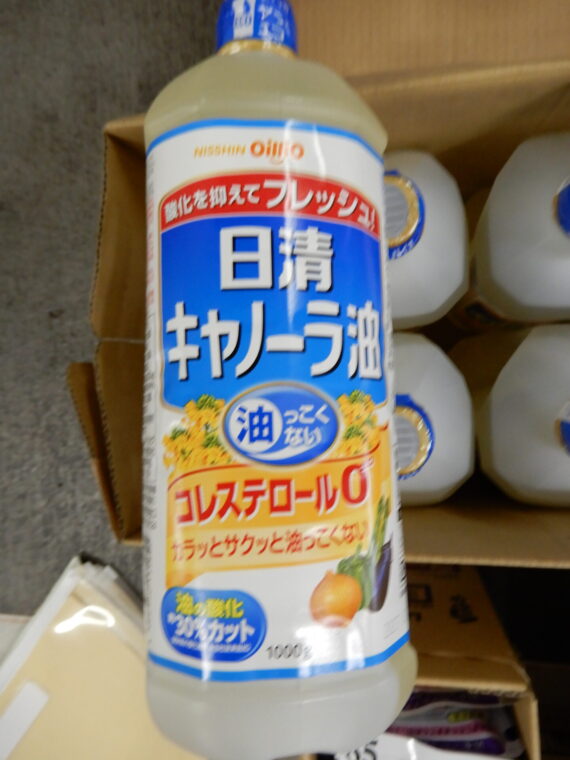 NISSHIN OilliO
酸化を抑えてフレッシュ!
日清
キャノーラ油
油っこく
ない
コレステロール0
カラッとサクッと油っこくない
油の酸化
約30%カット
1000g